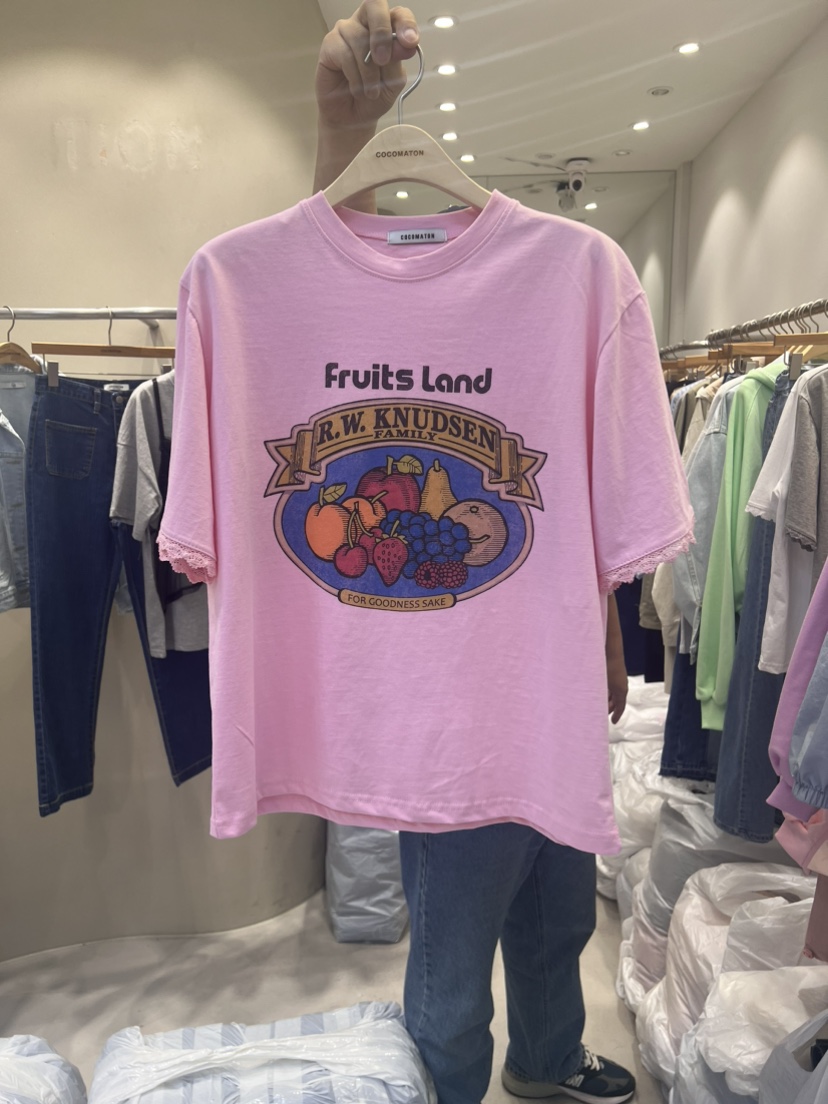 COCOMATON
COCOMATON
Fruits Land
R.W. KNUDSEN
FAMILY
FOR GOODNESS SAKE